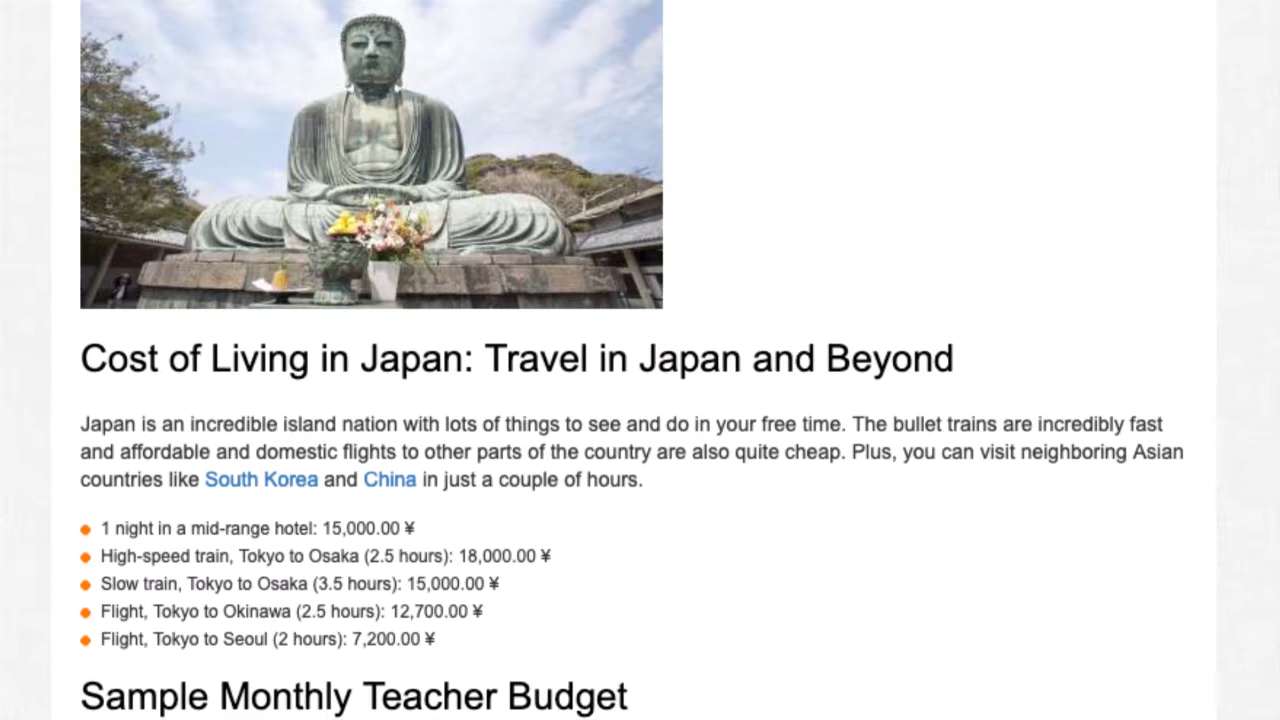 Cost of Living in Japan: Travel in Japan and Beyond
Japan is an incredible island nation with lots of things to see and do in your free time. The bullet trains are incredibly fast
and affordable and domestic flights to other parts of the country are also quite cheap. Plus, you can visit neighboring Asian
countries like South Korea and China in just a couple of hours.
1 night in a mid-range hotel: 15,000.00 ¥
High-speed train, Tokyo to Osaka (2.5 hours): 18,000.00 ¥
Slow train, Tokyo to Osaka (3.5 hours): 15,000.00 ¥
Flight, Tokyo to Okinawa (2.5 hours): 12,700.00 ¥
Flight, Tokyo to Seoul (2 hours): 7,200.00 ¥
Sample Monthly Teacher Budget